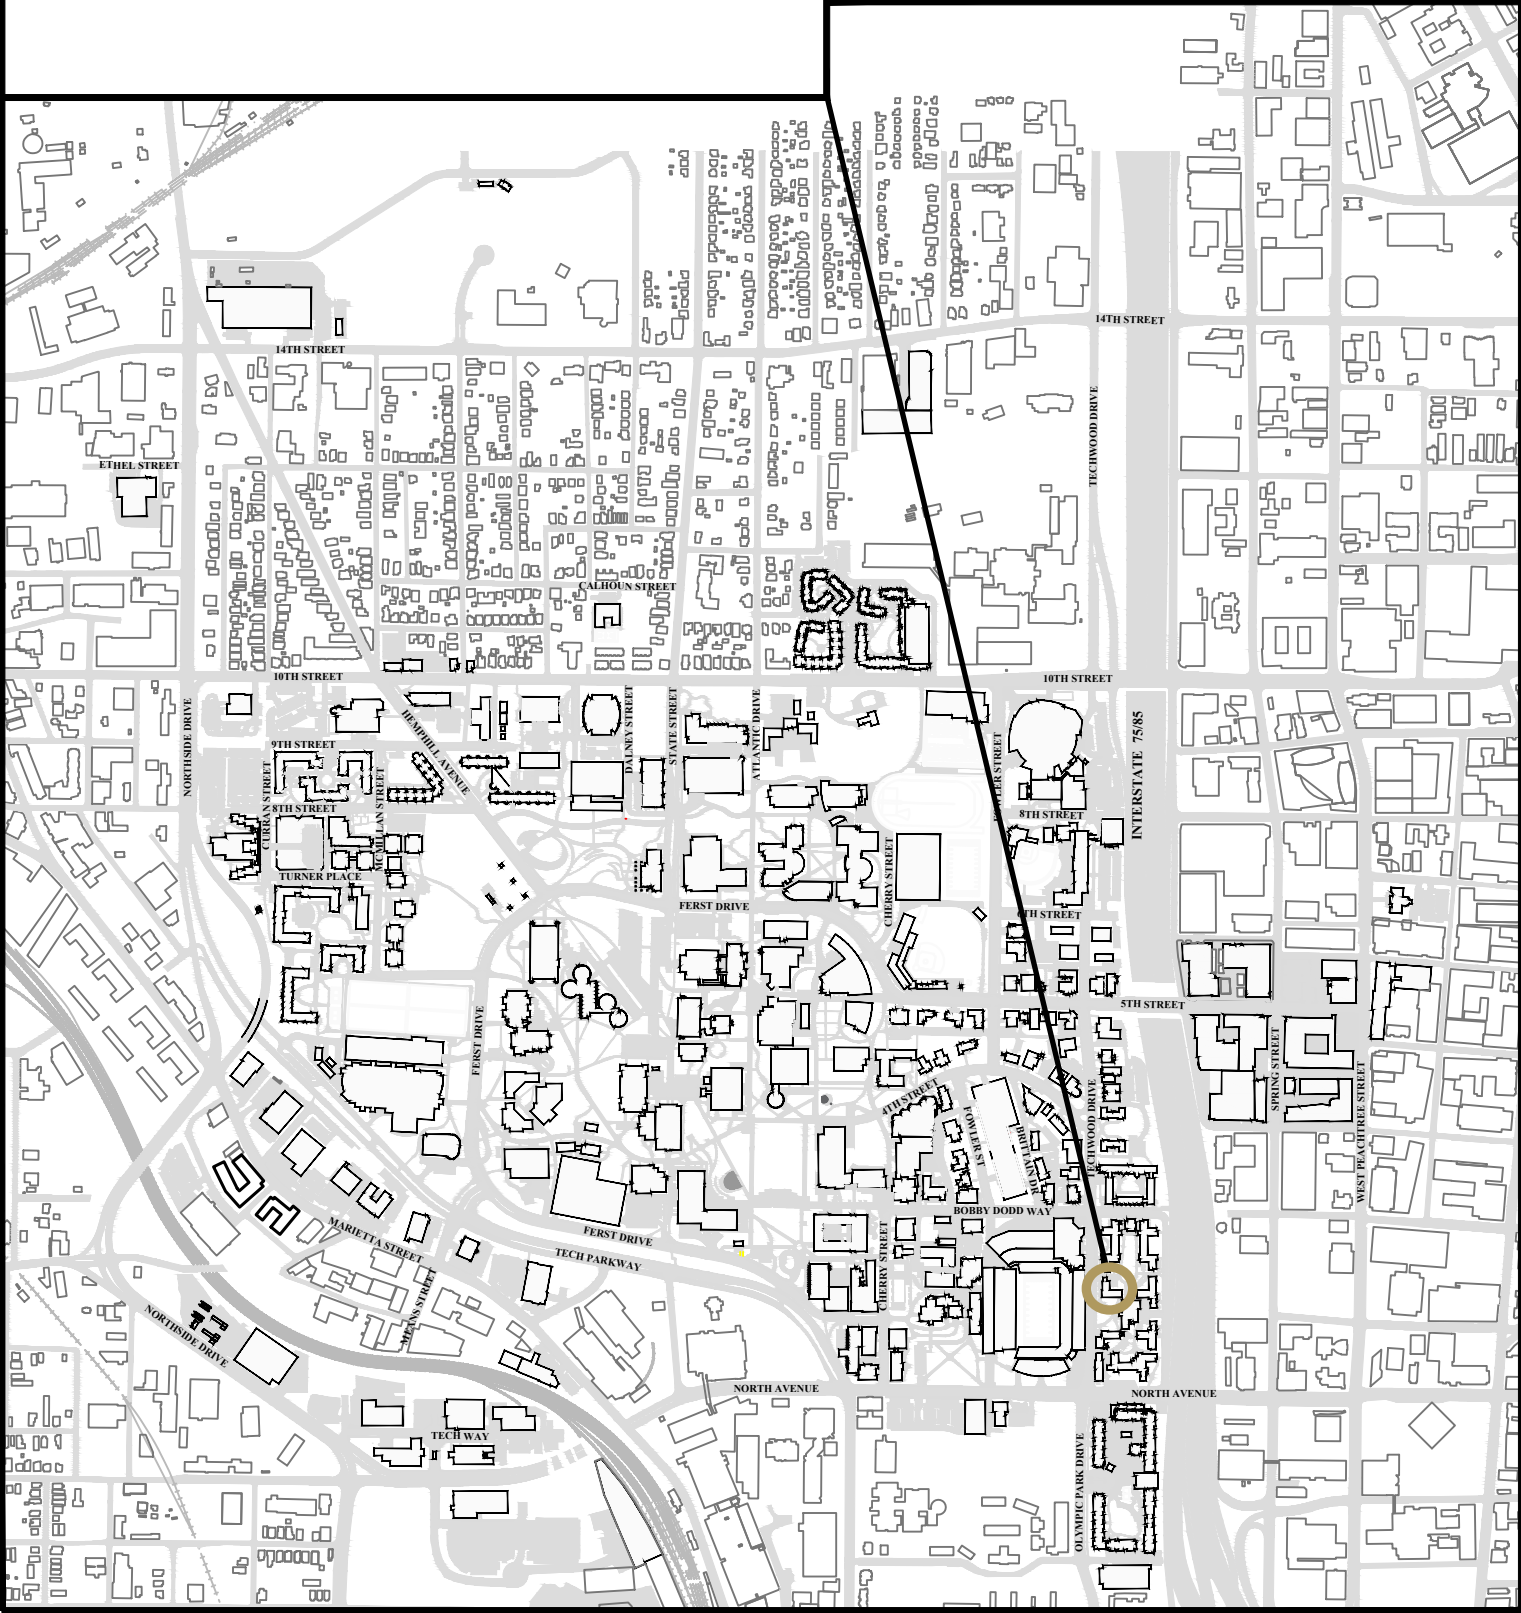 14TH STREET
14TH STREET
TECHWOOD DRIVE
ETHEL STREET
CALHOUN STREET
10TH STREET
10TH STREET
NORTHSIDE DRIVE
HEMPHILL AVENUE
DALNEY STREET
STATE STREET
ATLANTIC DRIVE
FOWLER STREET
INTERSTATE 75/85
9TH STREET
CURRAN STREET
8TH STREET
MCMILLAN STREET
8TH STREET
TURNER PLACE
CHERRY STREET
FERST DRIVE
6TH STREET
5TH STREET
FERST DRIVE
SPRING STREET
4TH STREET
FOWLER ST
BRITTAIN DR
TECHWOOD DRIVE
WEST PEACHTREE STREET
BOBBY DODD WAY
MARIETTA STREET
FERST DRIVE
TECH PARKWAY
CHERRY STREET
MEANS STREET
NORTHSIDE DRIVE
NORTH AVENUE
NORTH AVENUE
TECH WAY
OLYMPIC PARK DRIVE